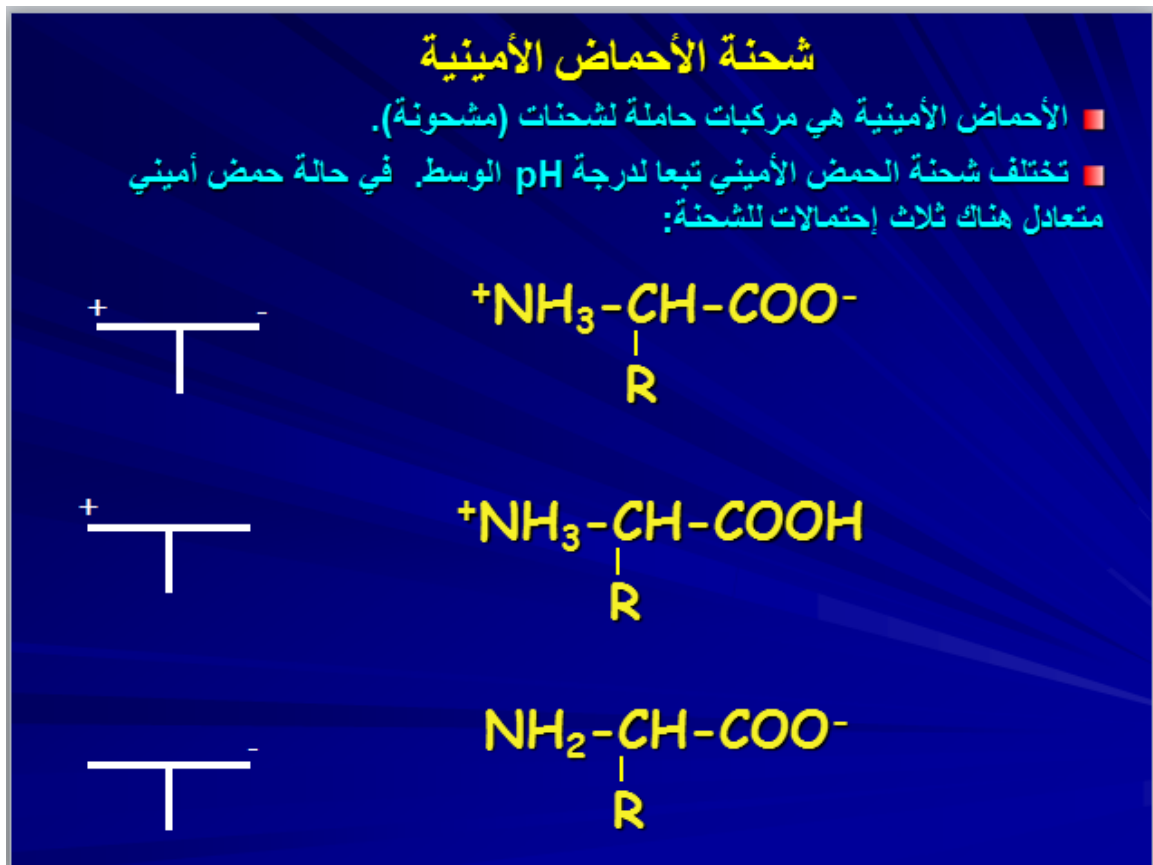 شحنة الأحماض الأمينية
الأحماض الأمينية هي مركبات حاملة لشحنات (مشحونة).
تختلف شحنة الحمض الأميني تبعا لدرجة pH الوسط. في حالة حمض أميني
متعادل هناك ثلاث إحتمالات للشحنة:
+ -
⁺NH₃-CH-COO⁻
R
+
⁺NH₃-CH-COOH
R
-
NH₂-CH-COO⁻
R